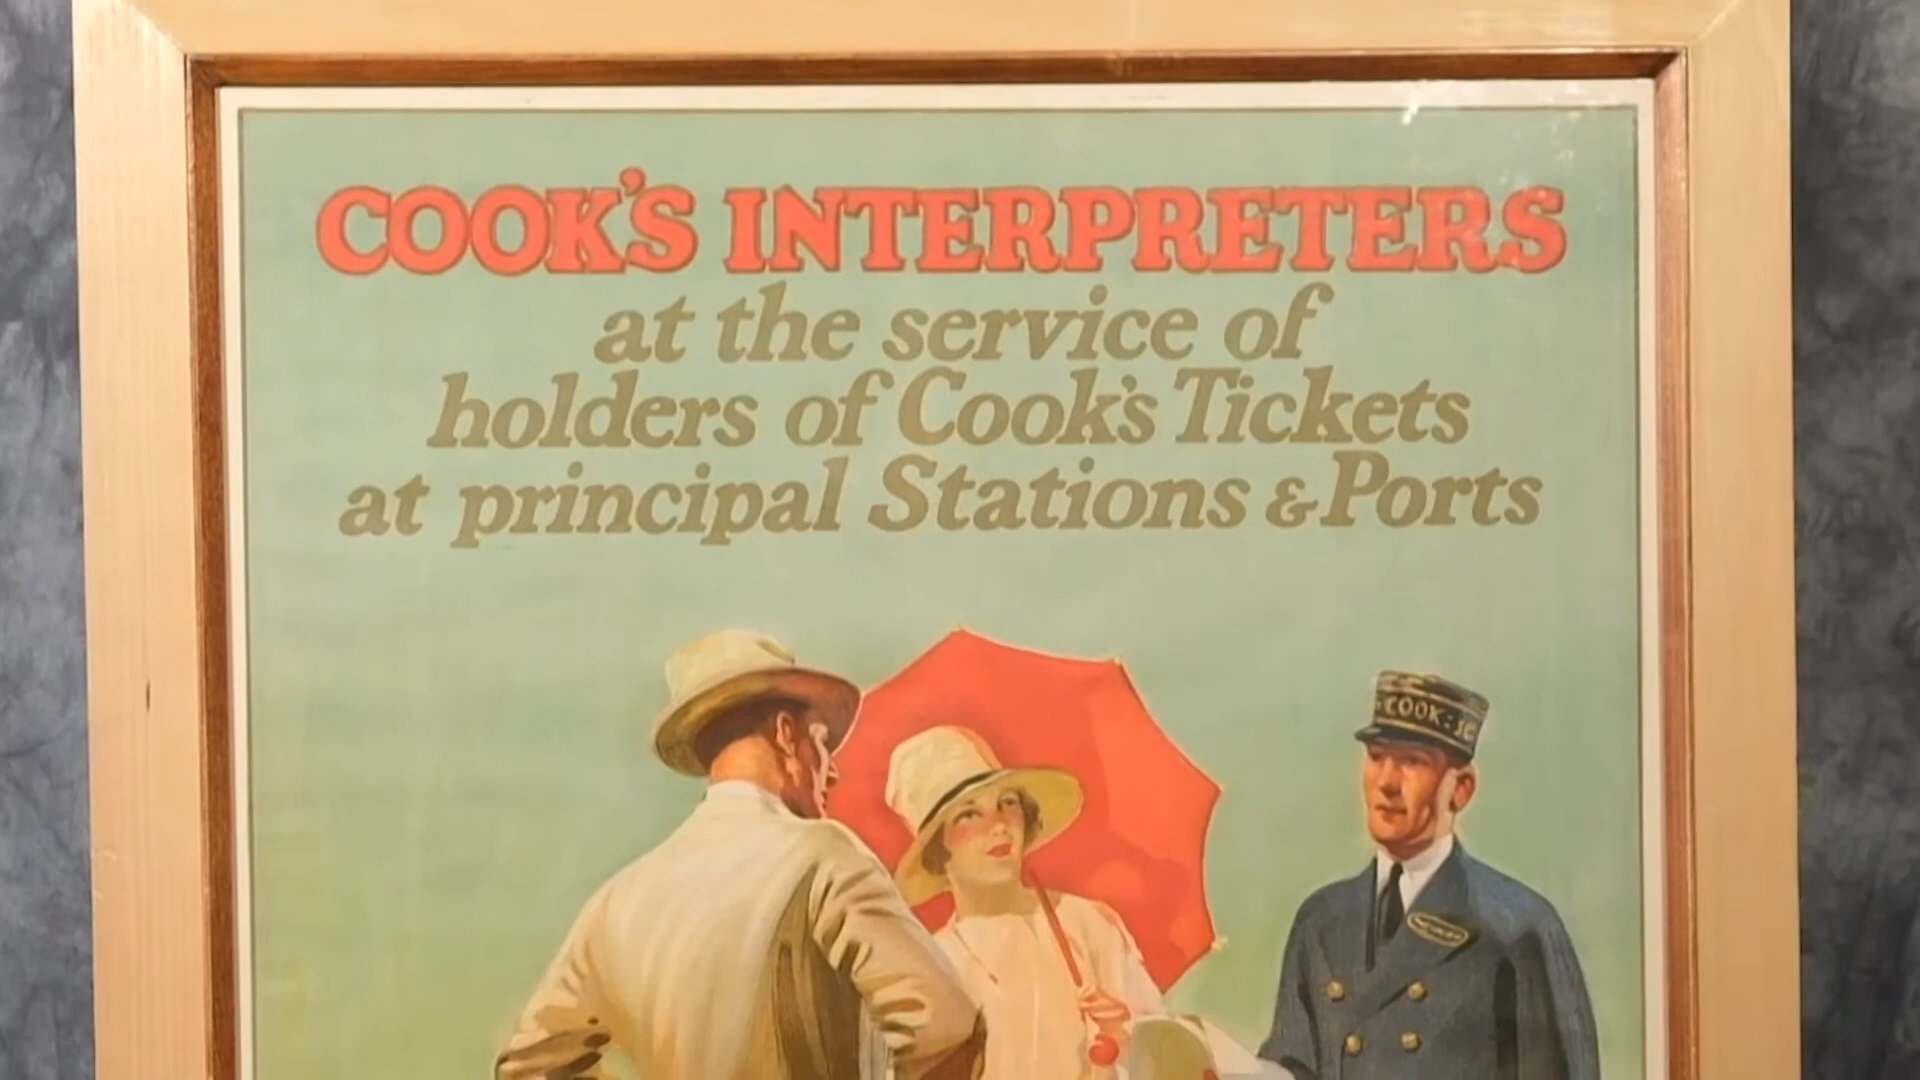 COOK'S INTERPRETERS
at the service of
holders of Cook's Tickets
at principal Stations & Ports
COOK: